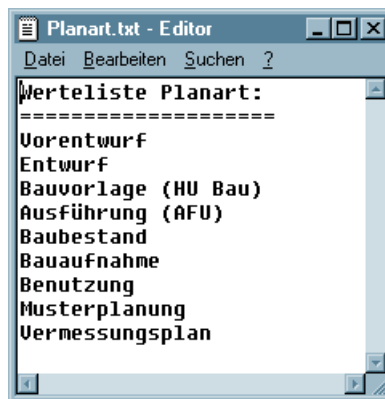 Planart.txt - Editor
Datei Bearbeiten Suchen ?
Werteliste Planart:
====================
Vorentwurf
Entwurf
Bauvorlage (HU Bau)
Ausführung (AFU)
Baubestand
Bauaufnahme
Benutzung
Musterplanung
Vermessungsplan